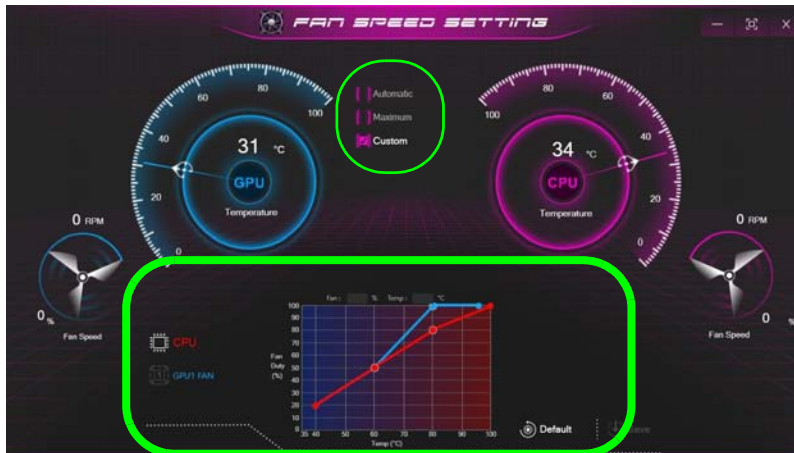 FAN SPEED SETTING
Automatic
Maximum
Custom
0
20
40
60
80
100
31 °C
GPU
Temperature
100
80
60
40
20
0
34 °C
CPU
Temperature
0 RPM
0 %
Fan Speed
0 RPM
0 %
Fan Speed
CPU
GPU1 FAN
1
Fan : % Temp : °C
100
90
80
70
60
50
40
30
20
10
0
Fan
Duty
(%)
35 40 50 60 70 80 90 100
Temp (°C)
Default